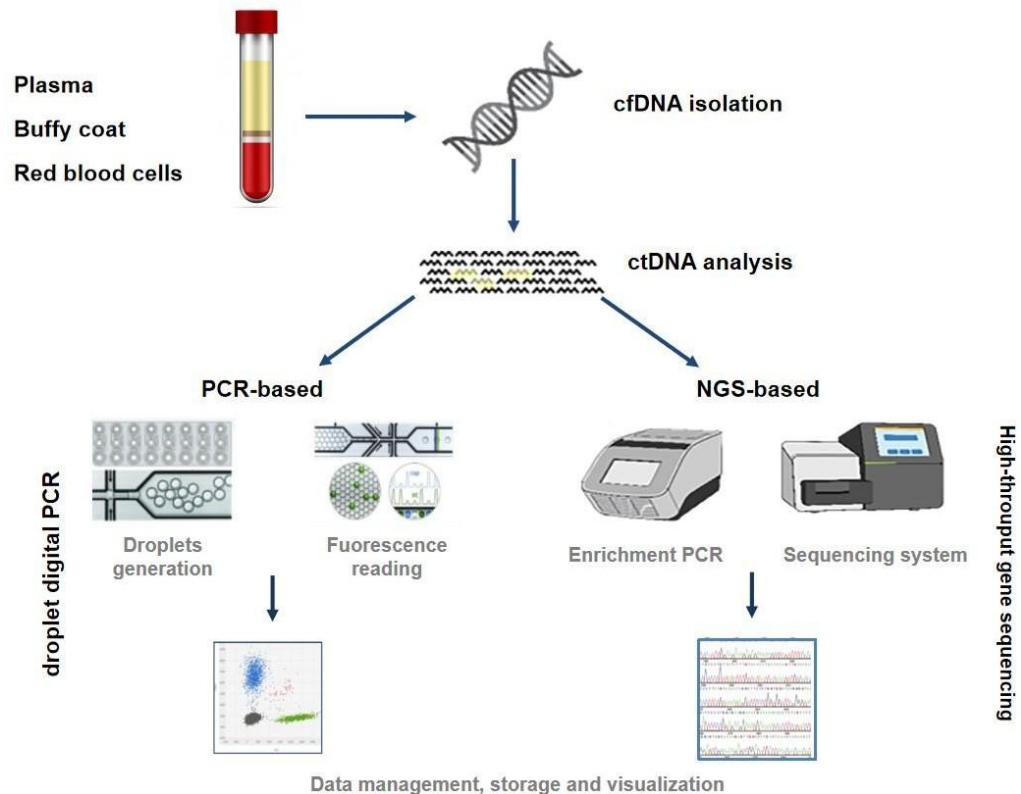 Plasma
Buffy coat
Red blood cells
cfDNA isolation
ctDNA analysis
PCR-based
NGS-based
droplet digital PCR
Droplets
generation
Fuorescence
reading
Enrichment PCR
Sequencing system
High-throuput gene sequencing
Data management, storage and visualization